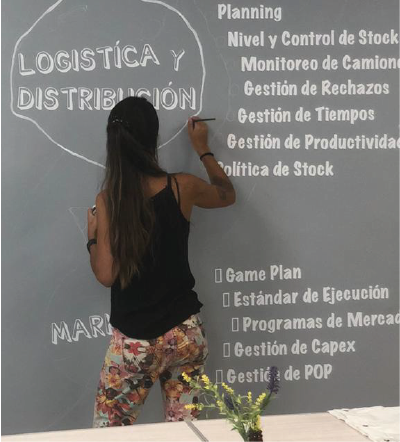 LOGISTÍCA Y
DISTRIBUCIÓN
Planning
Nivel y Control de Stock
Monitoreo de Camione
Gestión de Rechazos
Gestión de Tiempos
Gestión de Productividad
Política de Stock
MAR
Game Plan
Estándar de Ejecución
Programas de Mercad
Gestión de Capex
Gestión de POP